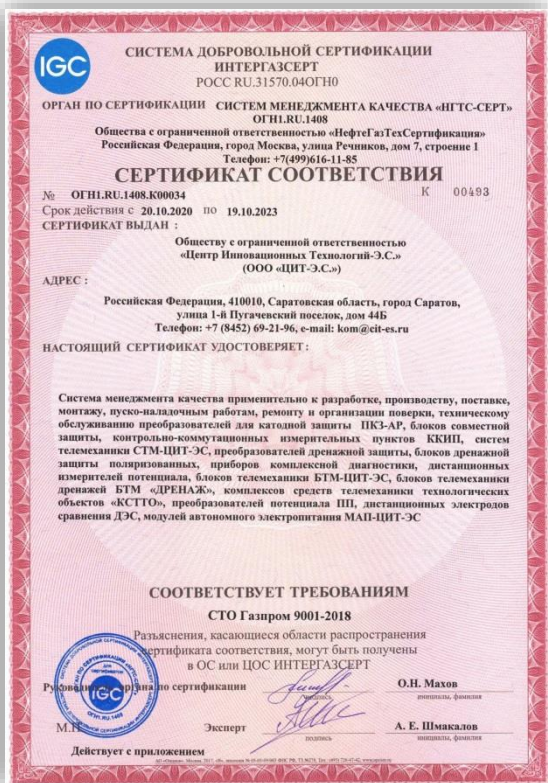 IGC
СИСТЕМА ДОБРОВОЛЬНОЙ СЕРТИФИКАЦИИ
ИНТЕРГАЗСЕРТ
РОСС RU.31570.04ОГН0
ОРГАН ПО СЕРТИФИКАЦИИ СИСТЕМ МЕНЕДЖМЕНТА КАЧЕСТВА «НГТС-СЕРТ»
ОГН1.RU.1408
Общества с ограниченной ответственностью «НефтеГазТехСертификация»
Российская Федерация, город Москва, улица Речников, дом 7, строение 1
Телефон: +7(499)616-11-85
СЕРТИФИКАТ СООТВЕТСТВИЯ
№ ОГН1.RU.1408.К00034 К 00493
Срок действия с 20.10.2020 по 19.10.2023
СЕРТИФИКАТ ВЫДАН :
Обществу с ограниченной ответственностью
«Центр Инновационных Технологий-Э.С.»
(ООО «ЦИТ-Э.С.»)
АДРЕС :
Российская Федерация, 410010, Саратовская область, город Саратов,
улица 1-й Пугачевский поселок, дом 44Б
Телефон: +7 (8452) 69-21-96, e-mail: kom@cit-es.ru
НАСТОЯЩИЙ СЕРТИФИКАТ УДОСТОВЕРЯЕТ :
Система менеджмента качества применительно к разработке, производству, поставке,
монтажу, пуско-наладочным работам, ремонту и организации поверки, техническому
обслуживанию преобразователей для катодной защиты ПКЗ-АР, блоков совместной
защиты, контрольно-коммутационных измерительных пунктов ККИП, систем
телемеханики СТМ-ЦИТ-ЭС, преобразователей дренажной защиты, блоков дренажной
защиты поляризованных, приборов комплексной диагностики, дистанционных
измерителей потенциала, блоков телемеханики БТМ-ЦИТ-ЭС, блоков телемеханики
дренажей БТМ «ДРЕНАЖ», комплексов средств телемеханики технологических
объектов «КСТТО», преобразователей потенциала ПП, дистанционных электродов
сравнения ДЭС, модулей автономного электропитания МАП-ЦИТ-ЭС
СООТВЕТСТВУЕТ ТРЕБОВАНИЯМ
СТО Газпром 9001-2018
Разъяснения, касающиеся области распространения
сертификата соответствия, могут быть получены
в ОС или ЦОС ИНТЕРГАЗСЕРТ
Руководитель органа по сертификации О.Н. Махов
подпись инициалы, фамилия
М.П. Эксперт А. Е. Шмакалов
подпись инициалы, фамилия
Действует с приложением
IGC
ОГН1.RU.1408